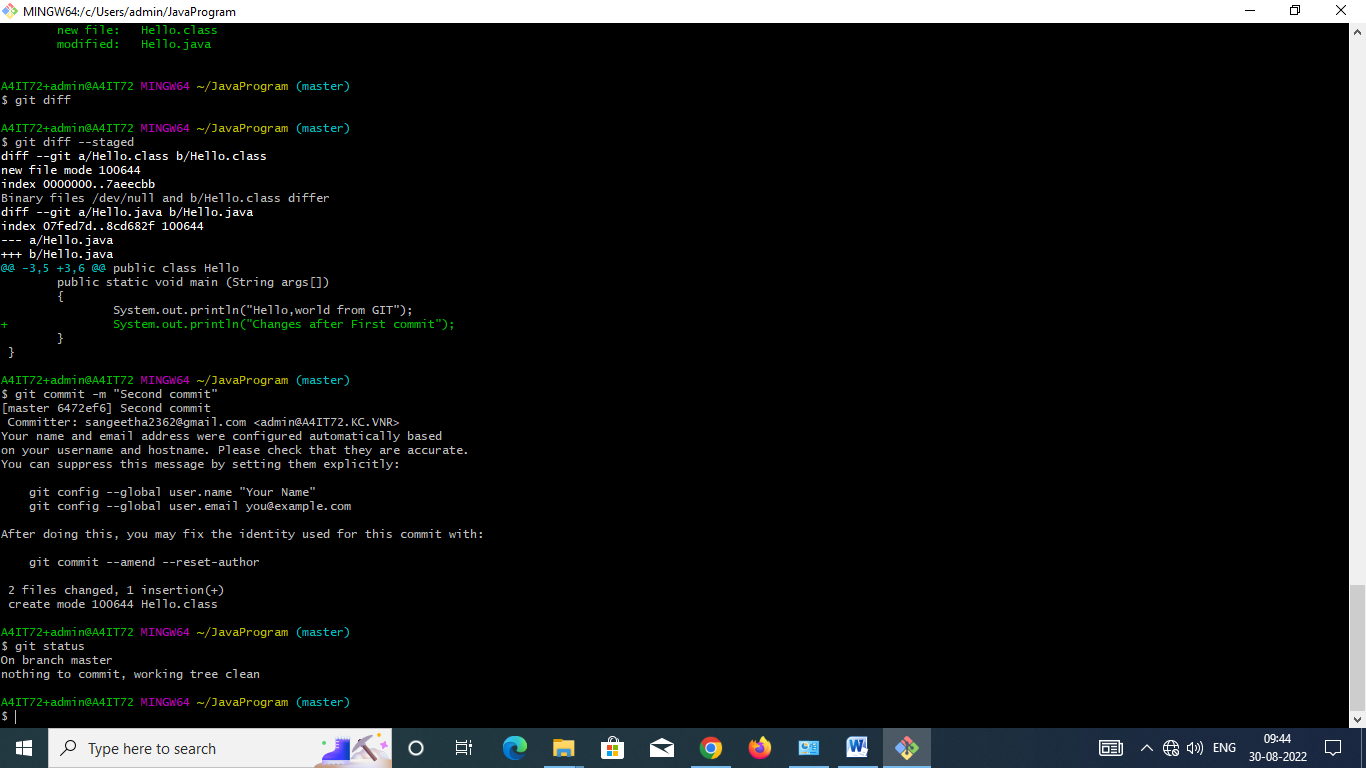 MINGW64:/c/Users/admin/JavaProgram
        new file:   Hello.class
        modified:   Hello.java
A4IT72+admin@A4IT72 MINGW64 ~/JavaProgram (master)
$ git diff
A4IT72+admin@A4IT72 MINGW64 ~/JavaProgram (master)
$ git diff --staged
diff --git a/Hello.class b/Hello.class
new file mode 100644
index 0000000..7aeecbb
Binary files /dev/null and b/Hello.class differ
diff --git a/Hello.java b/Hello.java
index 07fed7d..8cd682f 100644
--- a/Hello.java
+++ b/Hello.java
@@ -3,5 +3,6 @@ public class Hello
        public static void main (String args[])
        {
                System.out.println("Hello,world from GIT");
+               System.out.println("Changes after First commit");
        }
 }
A4IT72+admin@A4IT72 MINGW64 ~/JavaProgram (master)
$ git commit -m "Second commit"
[master 6472ef6] Second commit
 Committer: sangeetha2362@gmail.com <admin@A4IT72.KC.VNR>
Your name and email address were configured automatically based
on your username and hostname. Please check that they are accurate.
You can suppress this message by setting them explicitly:
    git config --global user.name "Your Name"
    git config --global user.email you@example.com
After doing this, you may fix the identity used for this commit with:
    git commit --amend --reset-author
 2 files changed, 1 insertion(+)
 create mode 100644 Hello.class
A4IT72+admin@A4IT72 MINGW64 ~/JavaProgram (master)
$ git status
On branch master
nothing to commit, working tree clean
A4IT72+admin@A4IT72 MINGW64 ~/JavaProgram (master)
$
Type here to search
ENG
09:44
30-08-2022